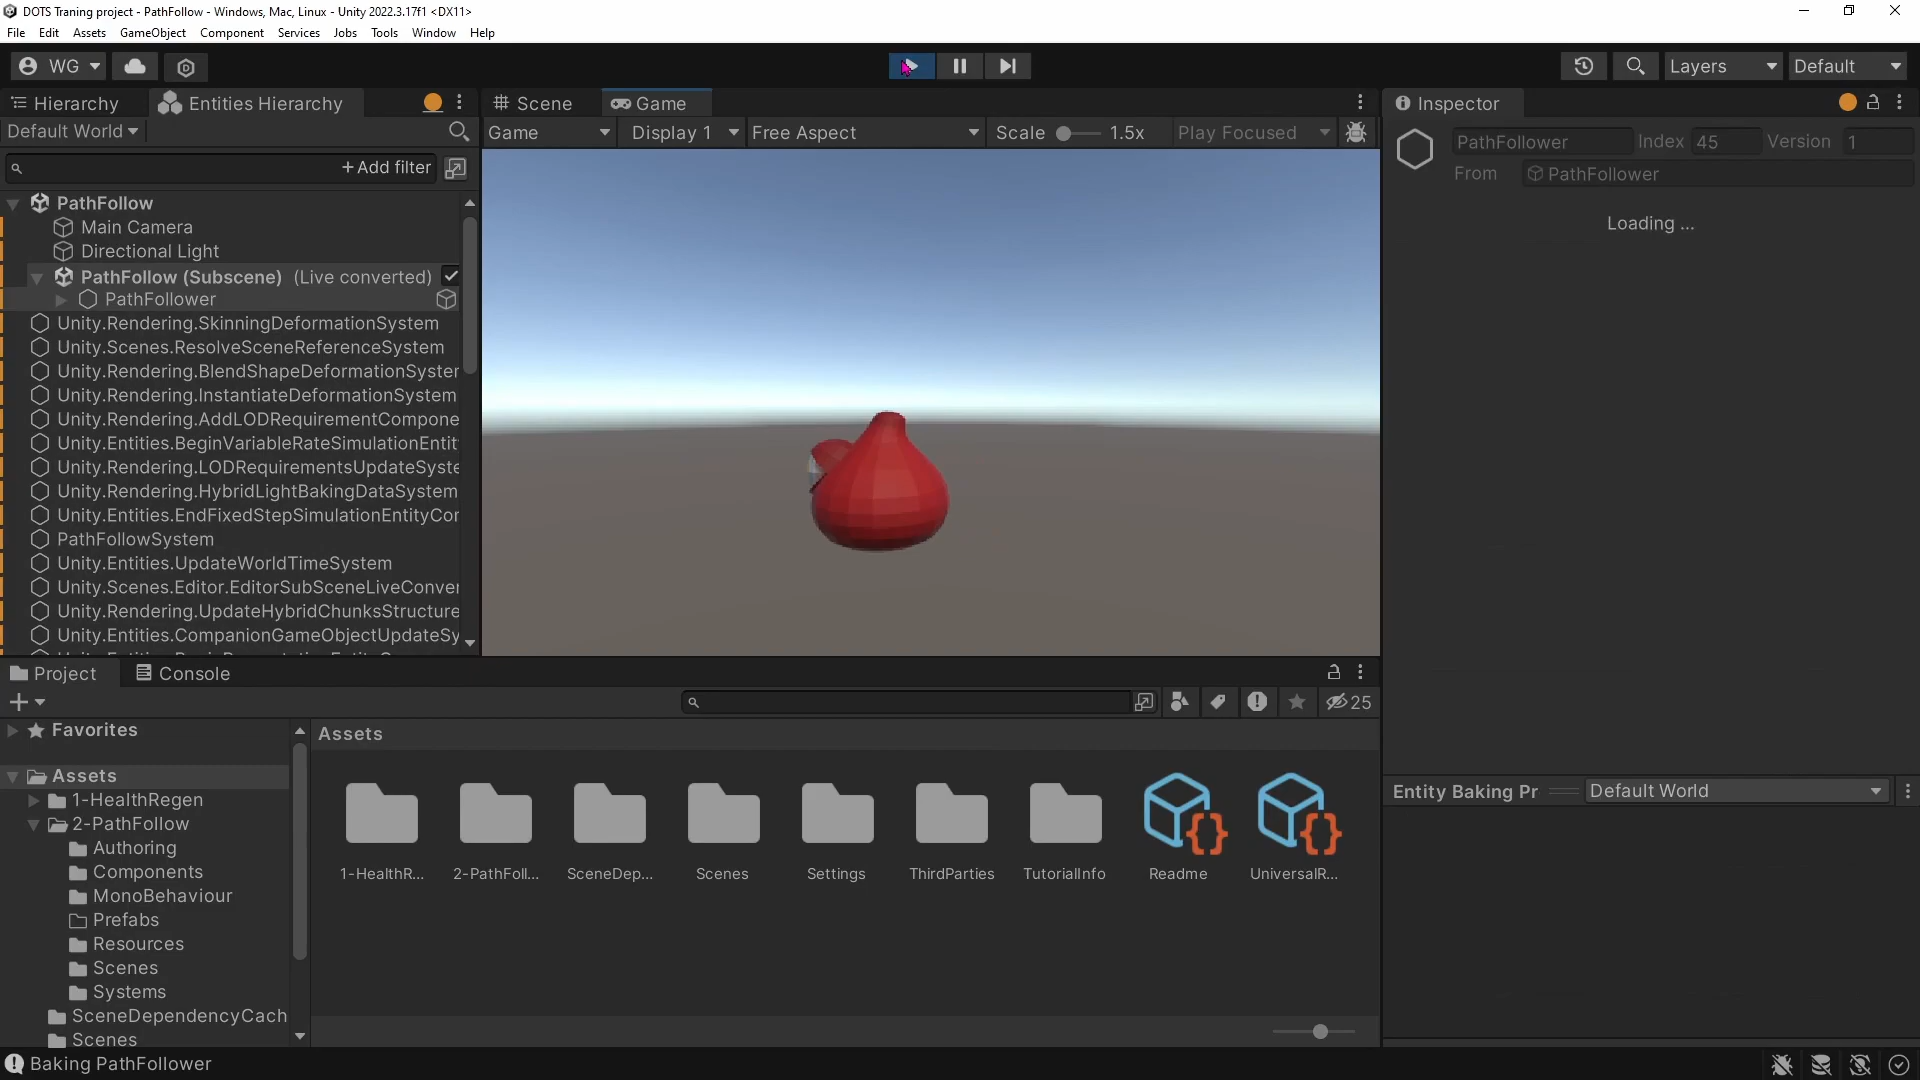 DOTS Traning project - PathFollow - Windows, Mac, Linux - Unity 2022.3.17f1 <DX11>
File Edit Assets GameObject Component Services Jobs Tools Window Help
WG Layers Default
Hierarchy Entities Hierarchy Scene Game Inspector
Default World Game Display 1 Free Aspect Scale 1.5x Play Focused
PathFollower Index 45 Version 1
+Add filter
From PathFollower
PathFollow
Loading ...
Main Camera
Directional Light
PathFollow (Subscene) (Live converted)
PathFollower
Unity.Rendering.SkinningDeformationSystem
Unity.Scenes.ResolveSceneReferenceSystem
Unity.Rendering.BlendShapeDeformationSyster
Unity.Rendering.InstantiateDeformationSystem
Unity.Rendering.AddLODRequirementCompone
Unity.Entities.BeginVariableRateSimulationEntit
Unity.Rendering.LODRequirementsUpdateSyste
Unity.Rendering.HybridLightBakingDataSystem
Unity.Entities.EndFixedStepSimulationEntityCor
PathFollowSystem
Unity.Entities.UpdateWorldTimeSystem
Unity.Scenes.Editor.EditorSubSceneLiveConver
Unity.Rendering.UpdateHybridChunksStructure
Unity.Entities.CompanionGameObjectUpdateSy
Project Console
25
Favorites
Assets
Assets
1-HealthRegen
2-PathFollow
Authoring
Components
MonoBehaviour
Prefabs
Resources
Scenes
Systems
SceneDependencyCach
Scenes
1-HealthR... 2-PathFoll... SceneDep... Scenes Settings ThirdParties TutorialInfo Readme UniversalR...
Entity Baking Pr Default World
Baking PathFollower